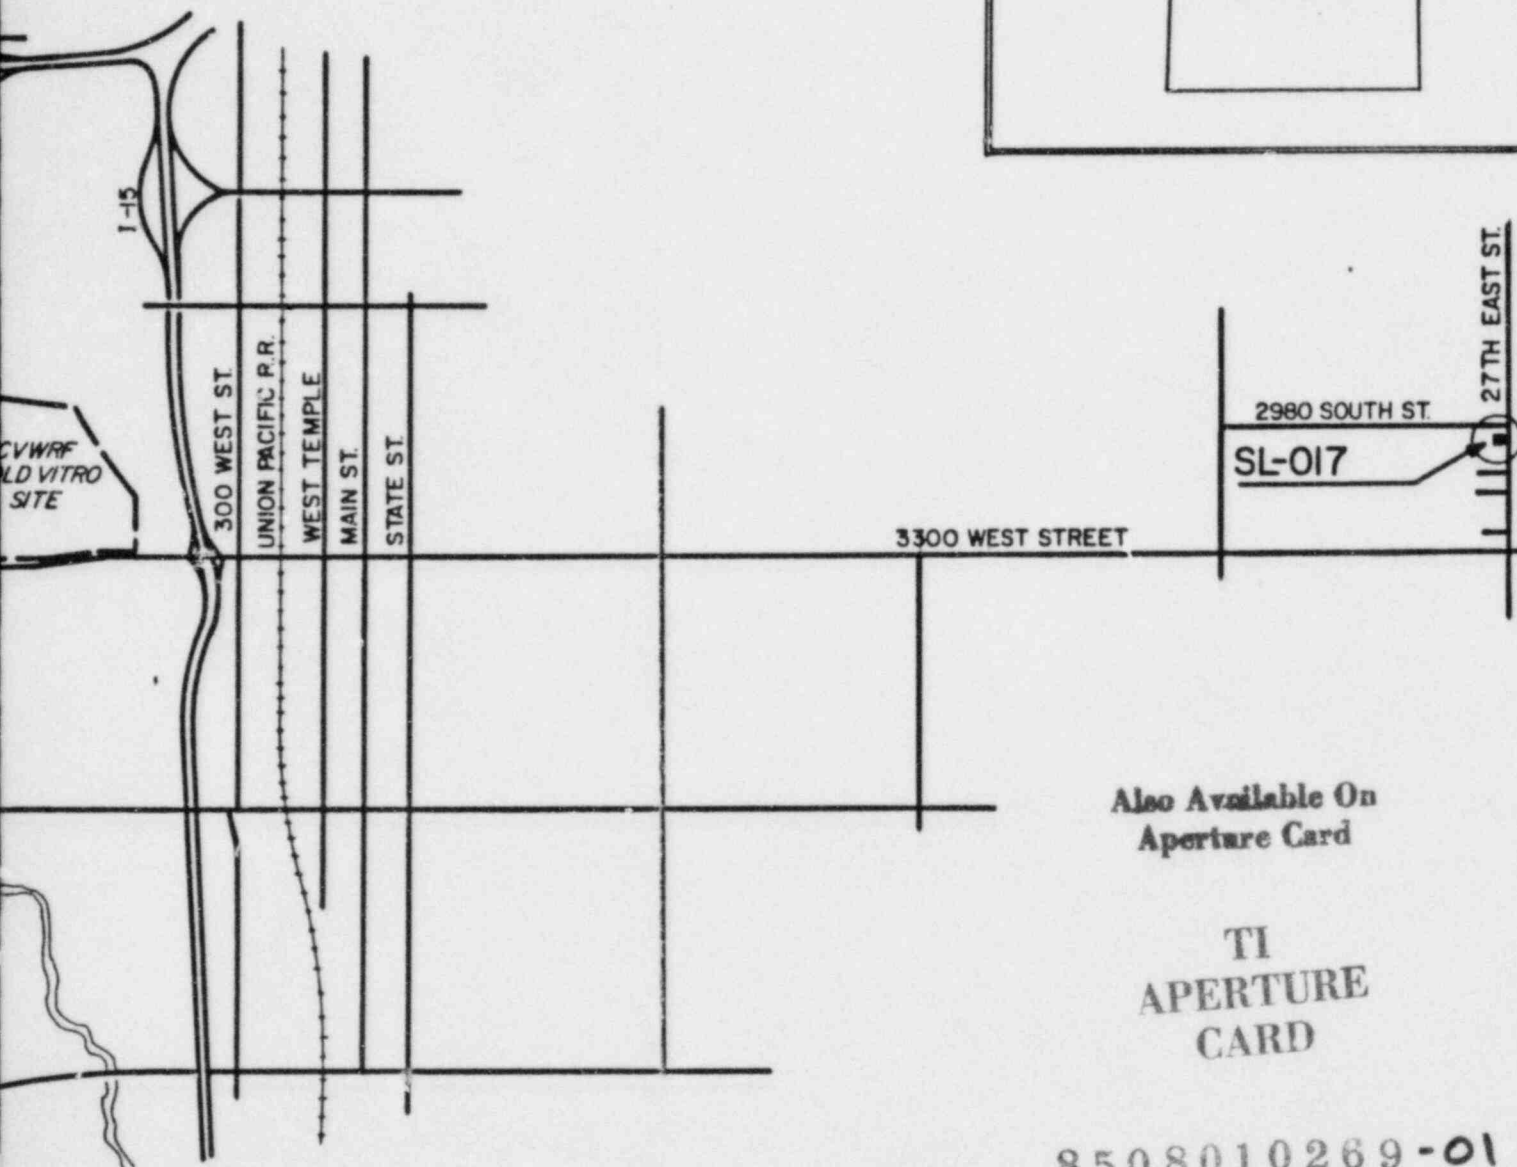 I-15
300 WEST ST.
UNION PACIFIC R.R.
WEST TEMPLE
MAIN ST.
STATE ST.
CVWRF
OLD VITRO
SITE
27TH EAST ST.
2980 SOUTH ST.
SL-017
3300 WEST STREET
Also Available On
Aperture Card
TI
APERTURE
CARD
8508010269-01